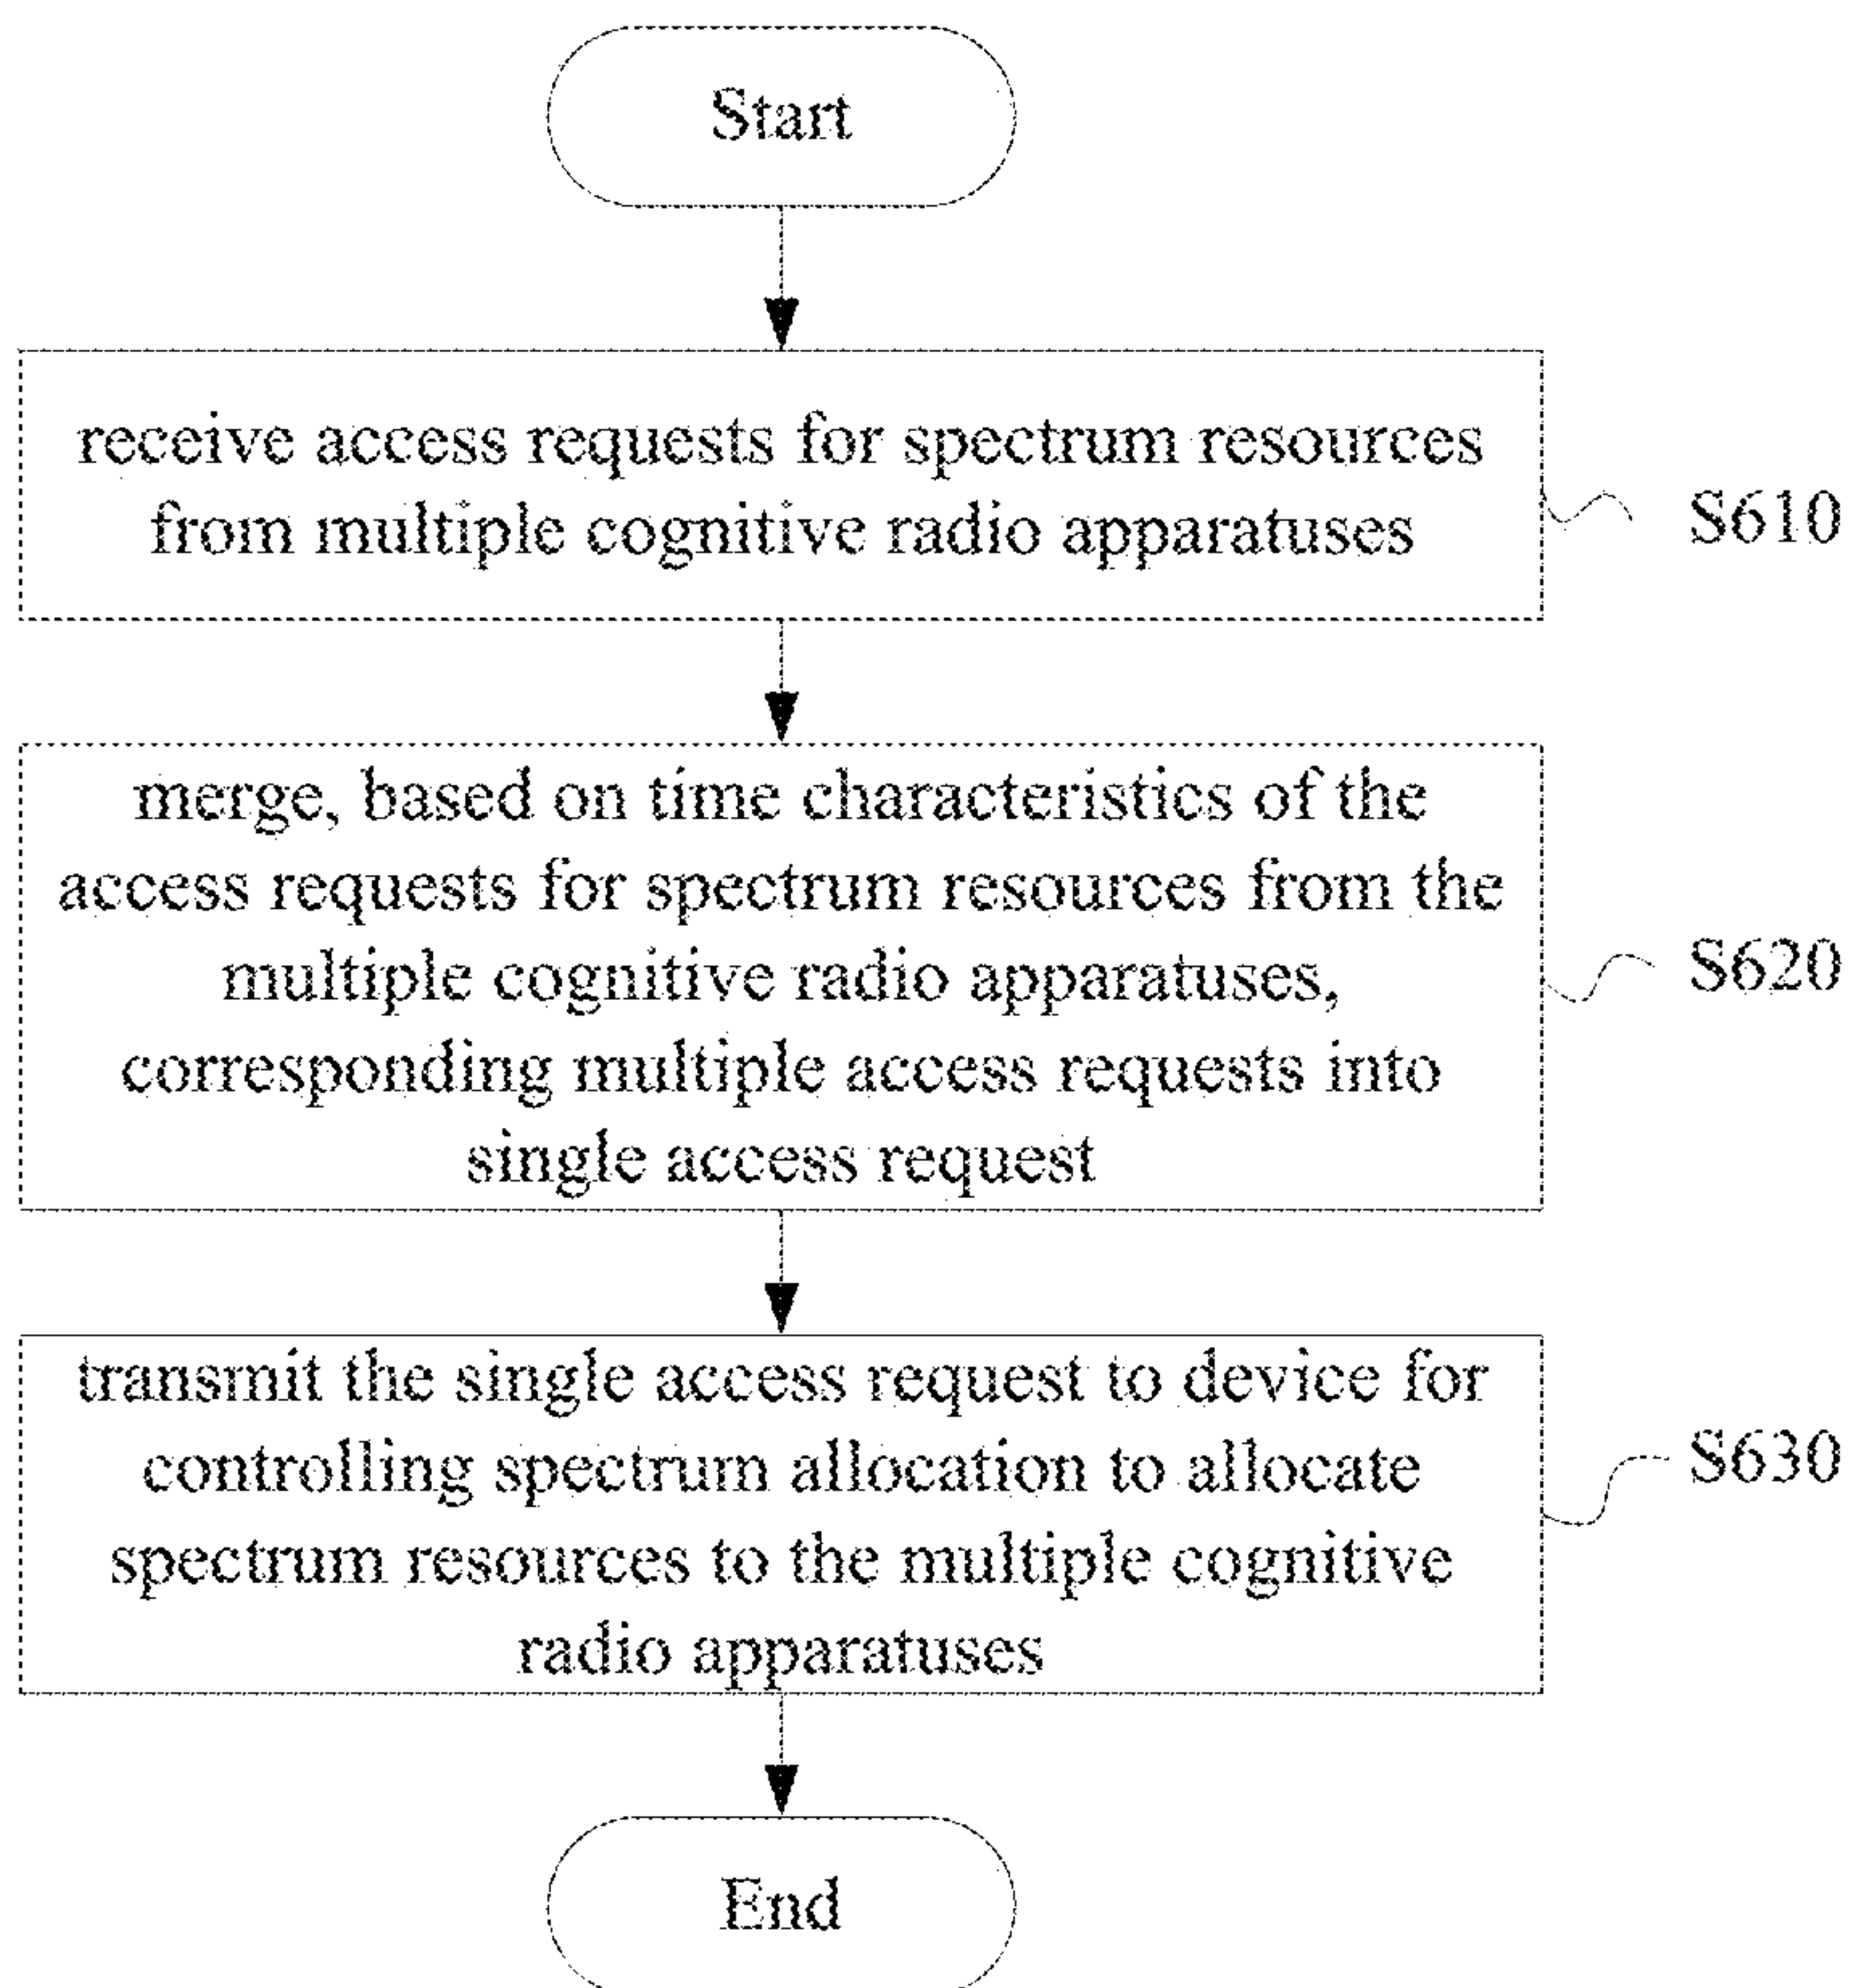 Start
receive access requests for spectrum resources
from multiple cognitive radio apparatuses
S610
merge, based on time characteristics of the
access requests for spectrum resources from the
multiple cognitive radio apparatuses,
corresponding multiple access requests into
single access request
S620
transmit the single access request to device for
controlling spectrum allocation to allocate
spectrum resources to the multiple cognitive
radio apparatuses
S630
End